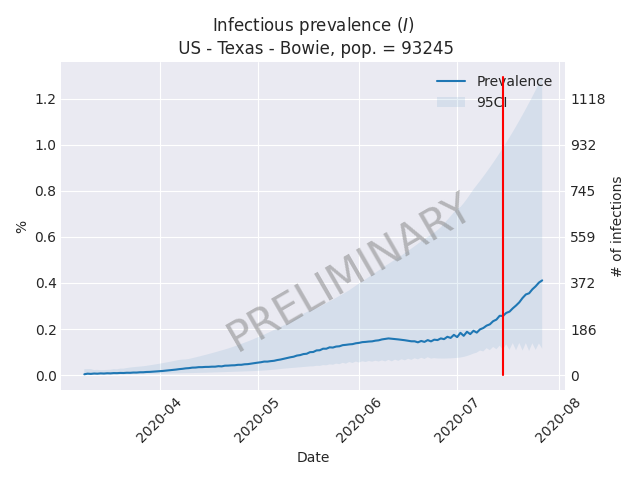 Infectious prevalence (I)
US - Texas - Bowie, pop. = 93245
Prevalence
95CI
PRELIMINARY
%
1.2
1.0
0.8
0.6
0.4
0.2
0.0
1118
932
745
559
372
186
0
# of infections
2020-04
2020-05
2020-06
2020-07
2020-08
Date